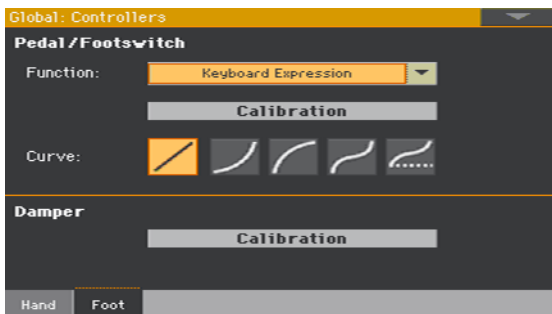 Global: Controllers
Pedal/Footswitch
Function: Keyboard Expression
Calibration
Curve:
Damper
Calibration
Hand Foot